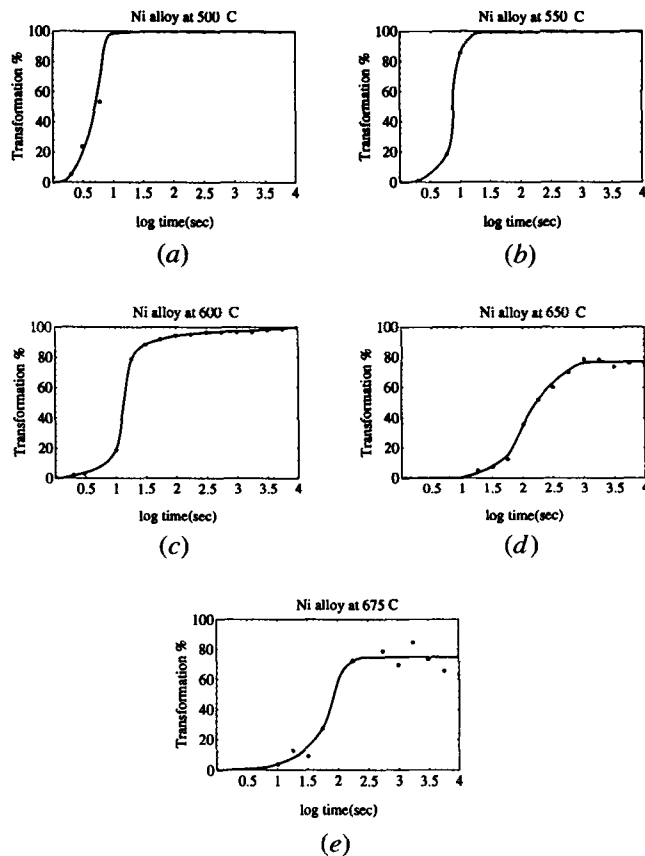 Ni alloy at 500 C
Transformation %
100
80
60
40
20
0
0.5 1 1.5 2 2.5 3 3.5 4
log time(sec)
(a)
Ni alloy at 550 C
Transformation %
100
80
60
40
20
0
0.5 1 1.5 2 2.5 3 3.5 4
log time(sec)
(b)
Ni alloy at 600 C
Transformation %
100
80
60
40
20
0
0.5 1 1.5 2 2.5 3 3.5 4
log time(sec)
(c)
Ni alloy at 650 C
Transformation %
100
80
60
40
20
0
0.5 1 1.5 2 2.5 3 3.5 4
log time(sec)
(d)
Ni alloy at 675 C
Transformation %
100
80
60
40
20
0
0.5 1 1.5 2 2.5 3 3.5 4
log time(sec)
(e)